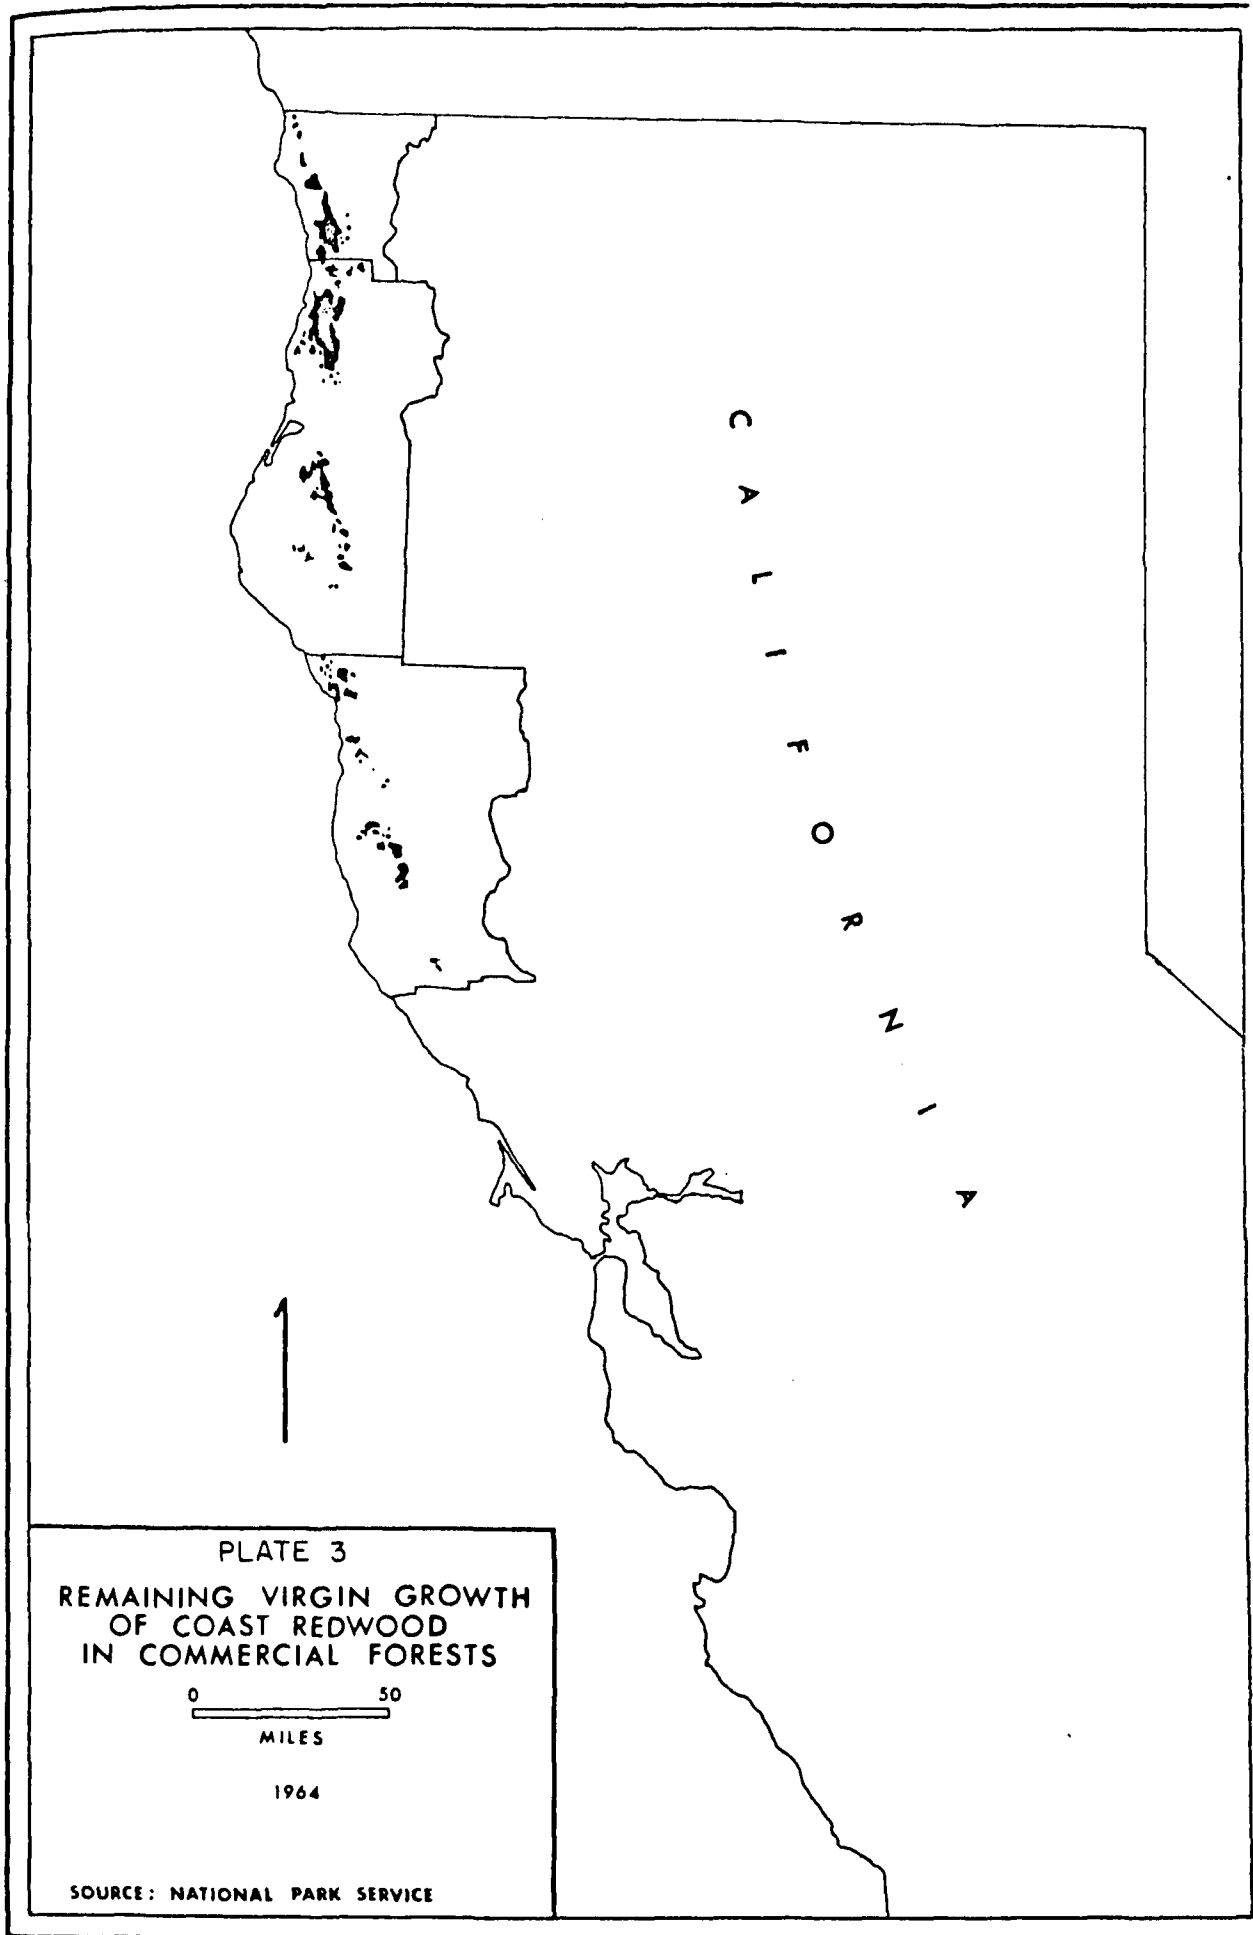 CALIFORNIA
PLATE 3
REMAINING VIRGIN GROWTH
OF COAST REDWOOD
IN COMMERCIAL FORESTS
0 50
MILES
1964
SOURCE: NATIONAL PARK SERVICE